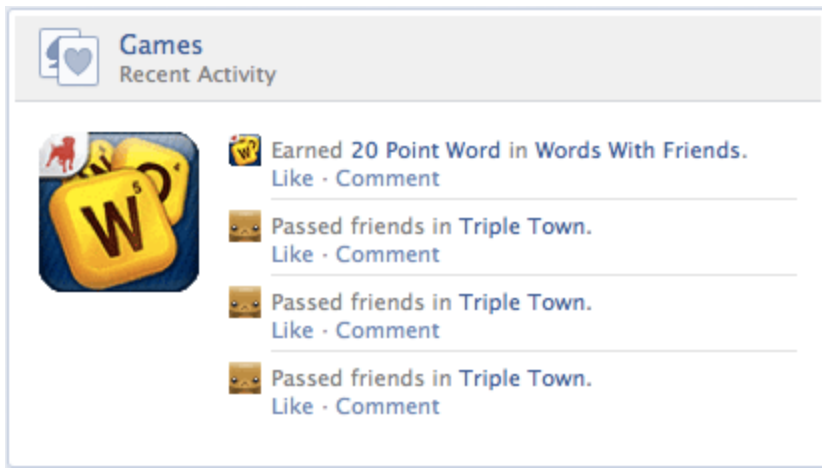 Games
Recent Activity
W O
W 5
Earned 20 Point Word in Words With Friends.
Like · Comment
Passed friends in Triple Town.
Like · Comment
Passed friends in Triple Town.
Like · Comment
Passed friends in Triple Town.
Like · Comment